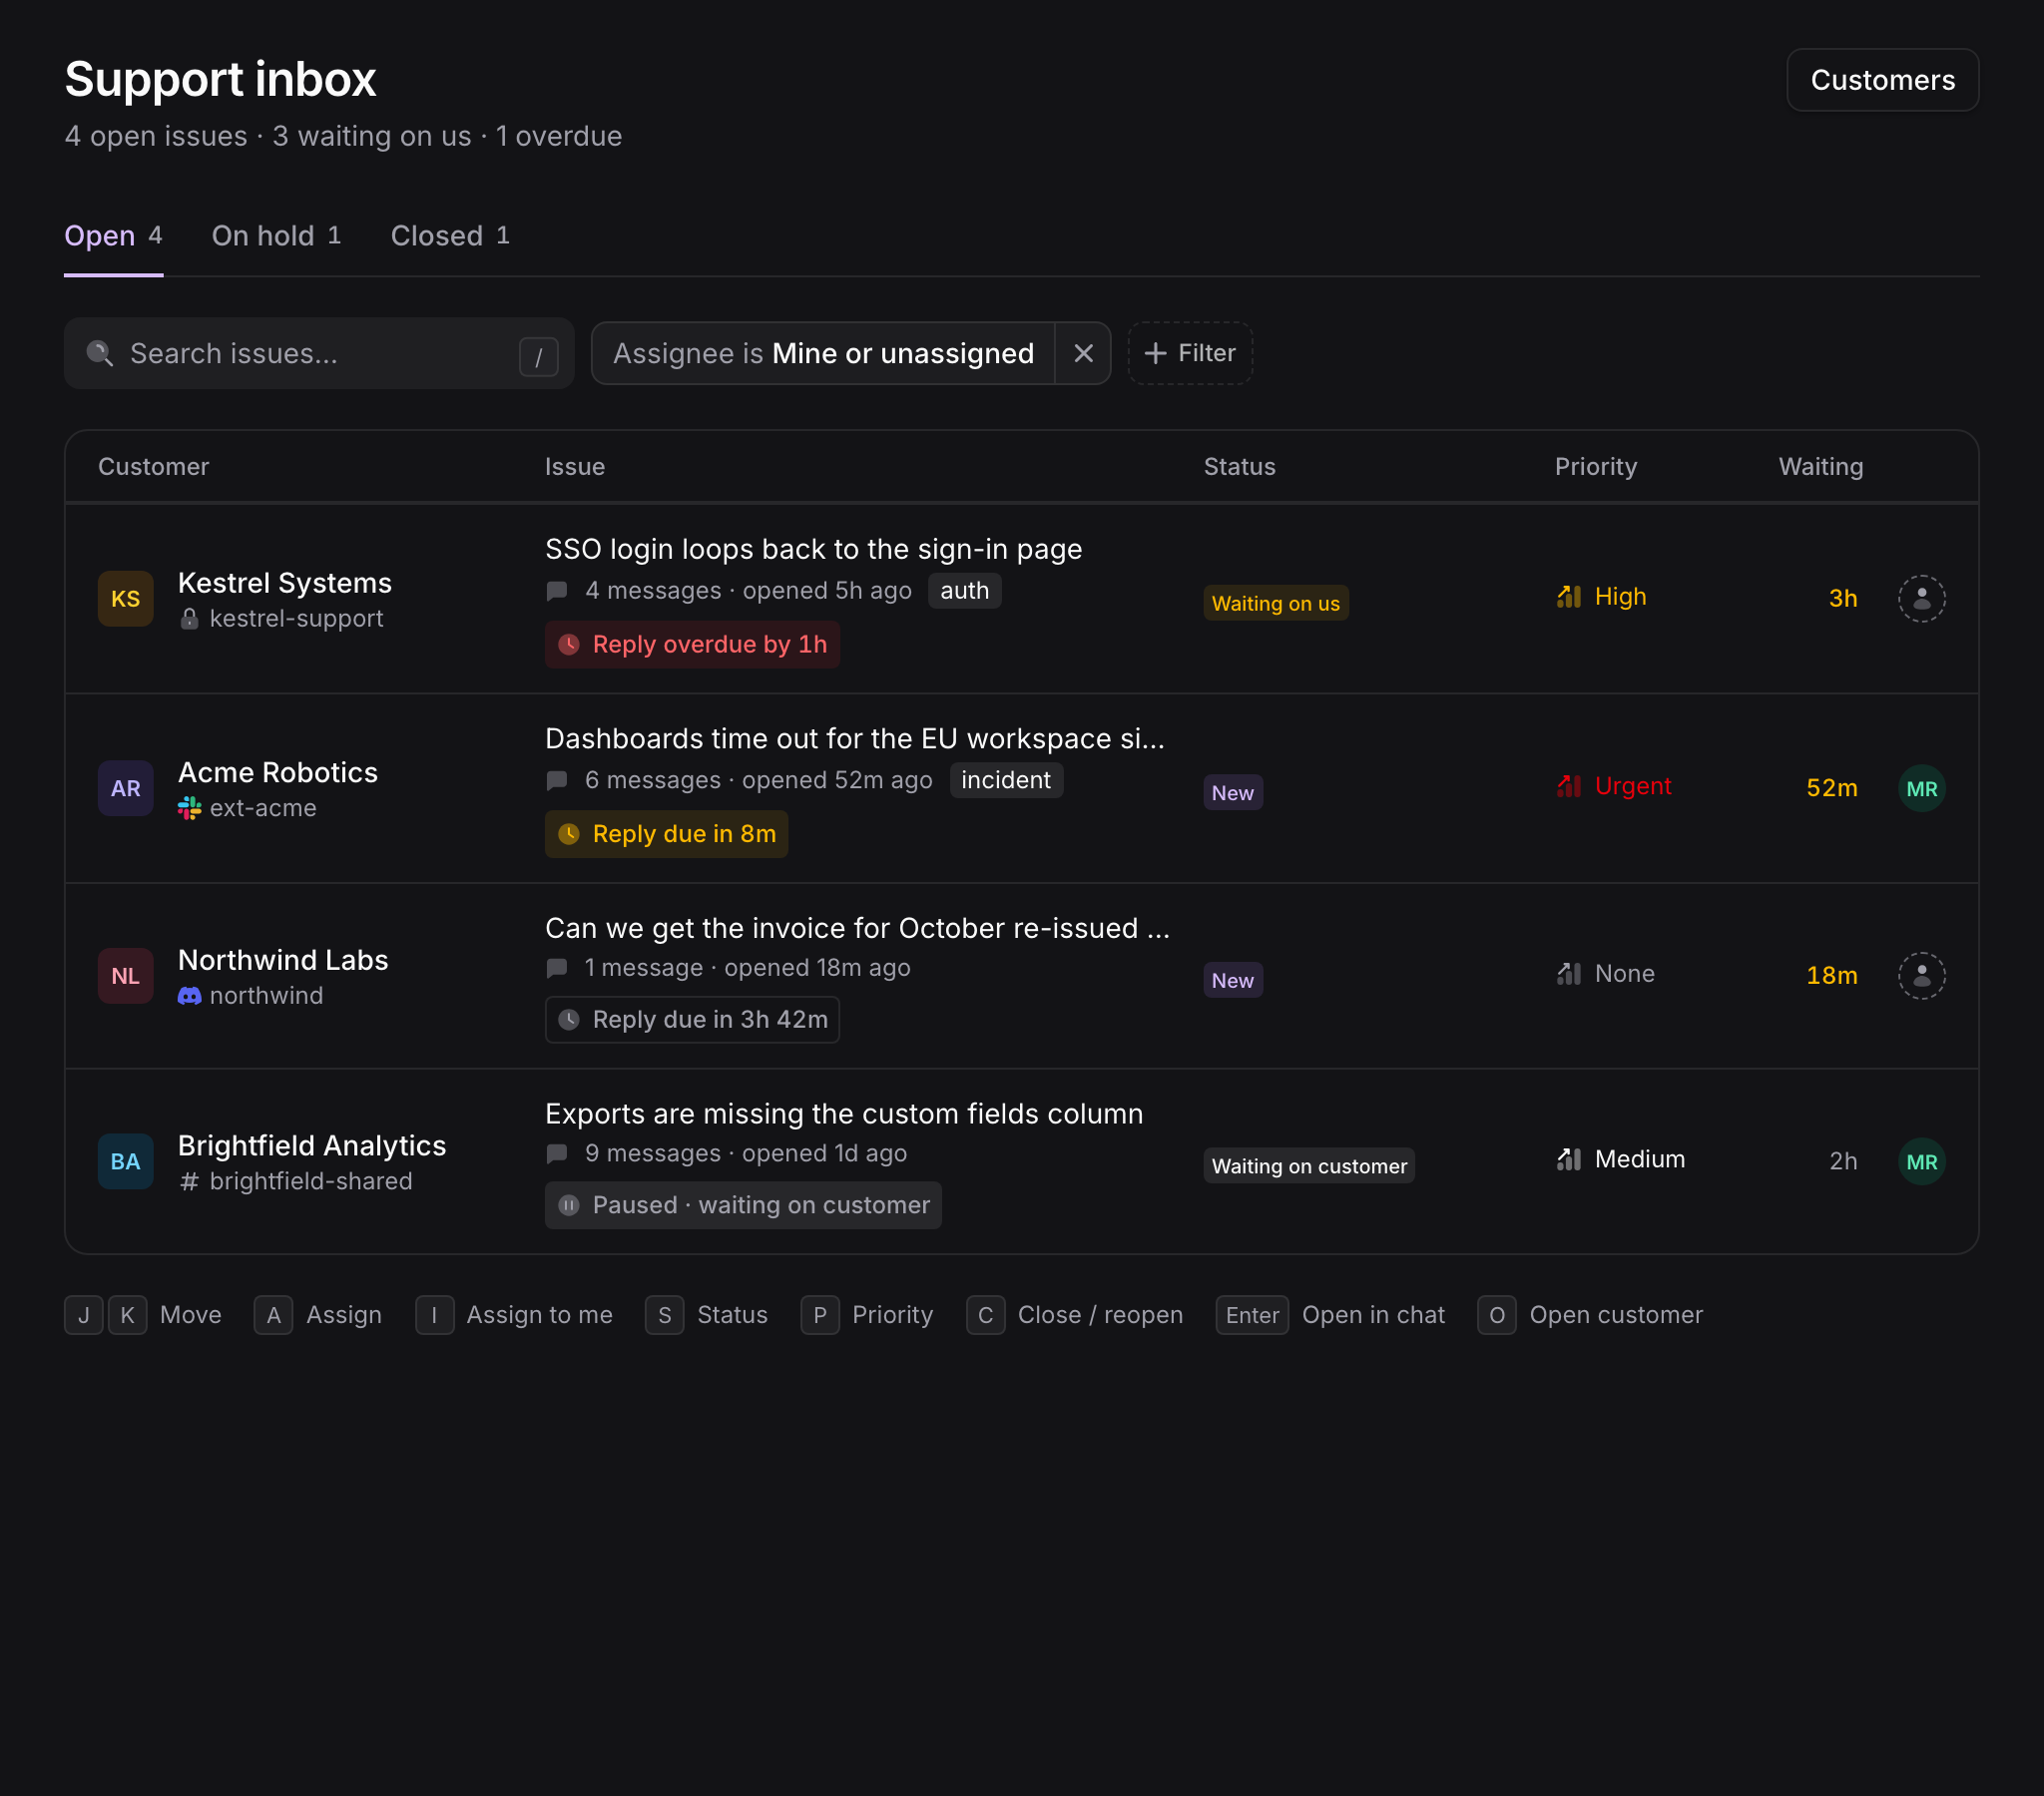 Support inbox
Customers
4 open issues · 3 waiting on us · 1 overdue
Open 4
On hold 1
Closed 1
Search issues...
/
Assignee is Mine or unassigned
Filter
Customer
Issue
Status
Priority
Waiting
KS
Kestrel Systems
kestrel-support
SSO login loops back to the sign-in page
4 messages · opened 5h ago
auth
Reply overdue by 1h
Waiting on us
High
3h
AR
Acme Robotics
ext-acme
Dashboards time out for the EU workspace si...
6 messages · opened 52m ago
incident
Reply due in 8m
New
Urgent
52m
MR
NL
Northwind Labs
northwind
Can we get the invoice for October re-issued ...
1 message · opened 18m ago
Reply due in 3h 42m
New
None
18m
BA
Brightfield Analytics
# brightfield-shared
Exports are missing the custom fields column
9 messages · opened 1d ago
Paused · waiting on customer
Waiting on customer
Medium
2h
MR
J K Move
A Assign
I Assign to me
S Status
P Priority
C Close / reopen
Enter Open in chat
O Open customer